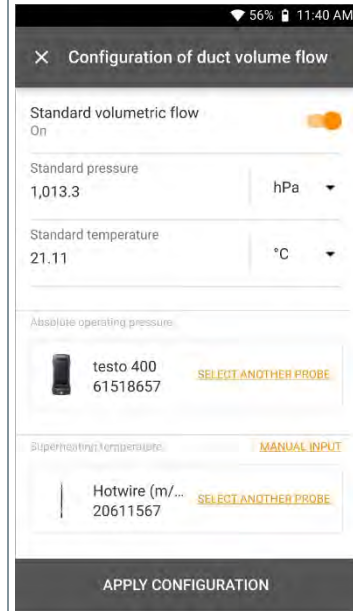 56% 11:40 AM
Configuration of duct volume flow
Standard volumetric flow
On
Standard pressure
1,013.3 hPa
Standard temperature
21.11 °C
Absolute operating pressure
testo 400
61518657
SELECT ANOTHER PROBE
Superheating temperature
MANUAL INPUT
Hotwire (m/...
20611567
SELECT ANOTHER PROBE
APPLY CONFIGURATION